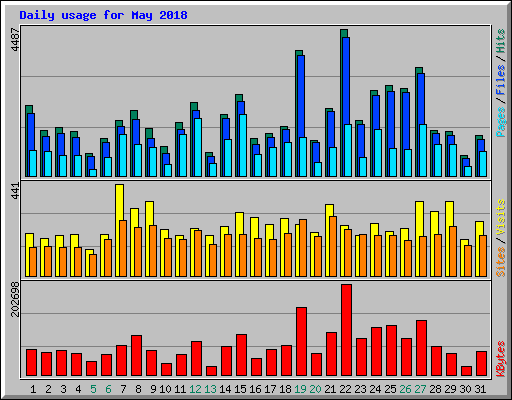 Daily usage for May 2018
4487
Pages / Files / Hits
441
Sites / Visits
202698
KBytes
1 2 3 4 5 6 7 8 9 10 11 12 13 14 15 16 17 18 19 20 21 22 23 24 25 26 27 28 29 30 31